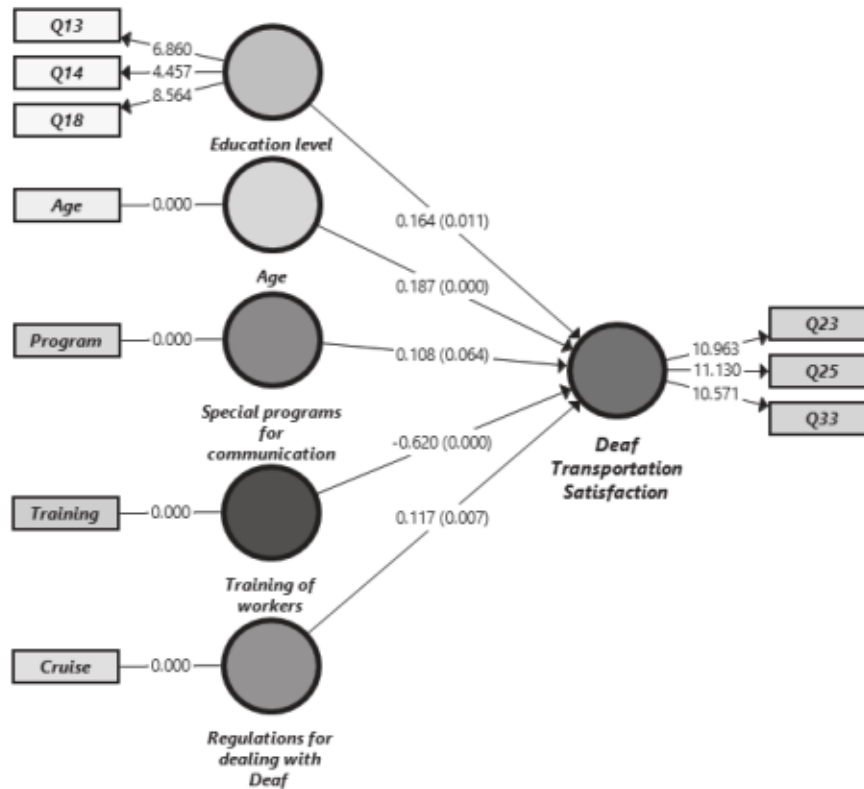 Q13
6.860
Q14
4.457
8.564
Q18
Education level
0.164 (0.011)
Age
0.000
0.187 (0.000)
Age
Program
0.000
0.108 (0.064)
Special programs
for
communication
Q23
10.963
11.130
Q25
10.571
Q33
Deaf
Transportation
Satisfaction
-0.620 (0.000)
Training
0.000
0.117 (0.007)
Training of
workers
Cruise
0.000
Regulations for
dealing with
Deaf